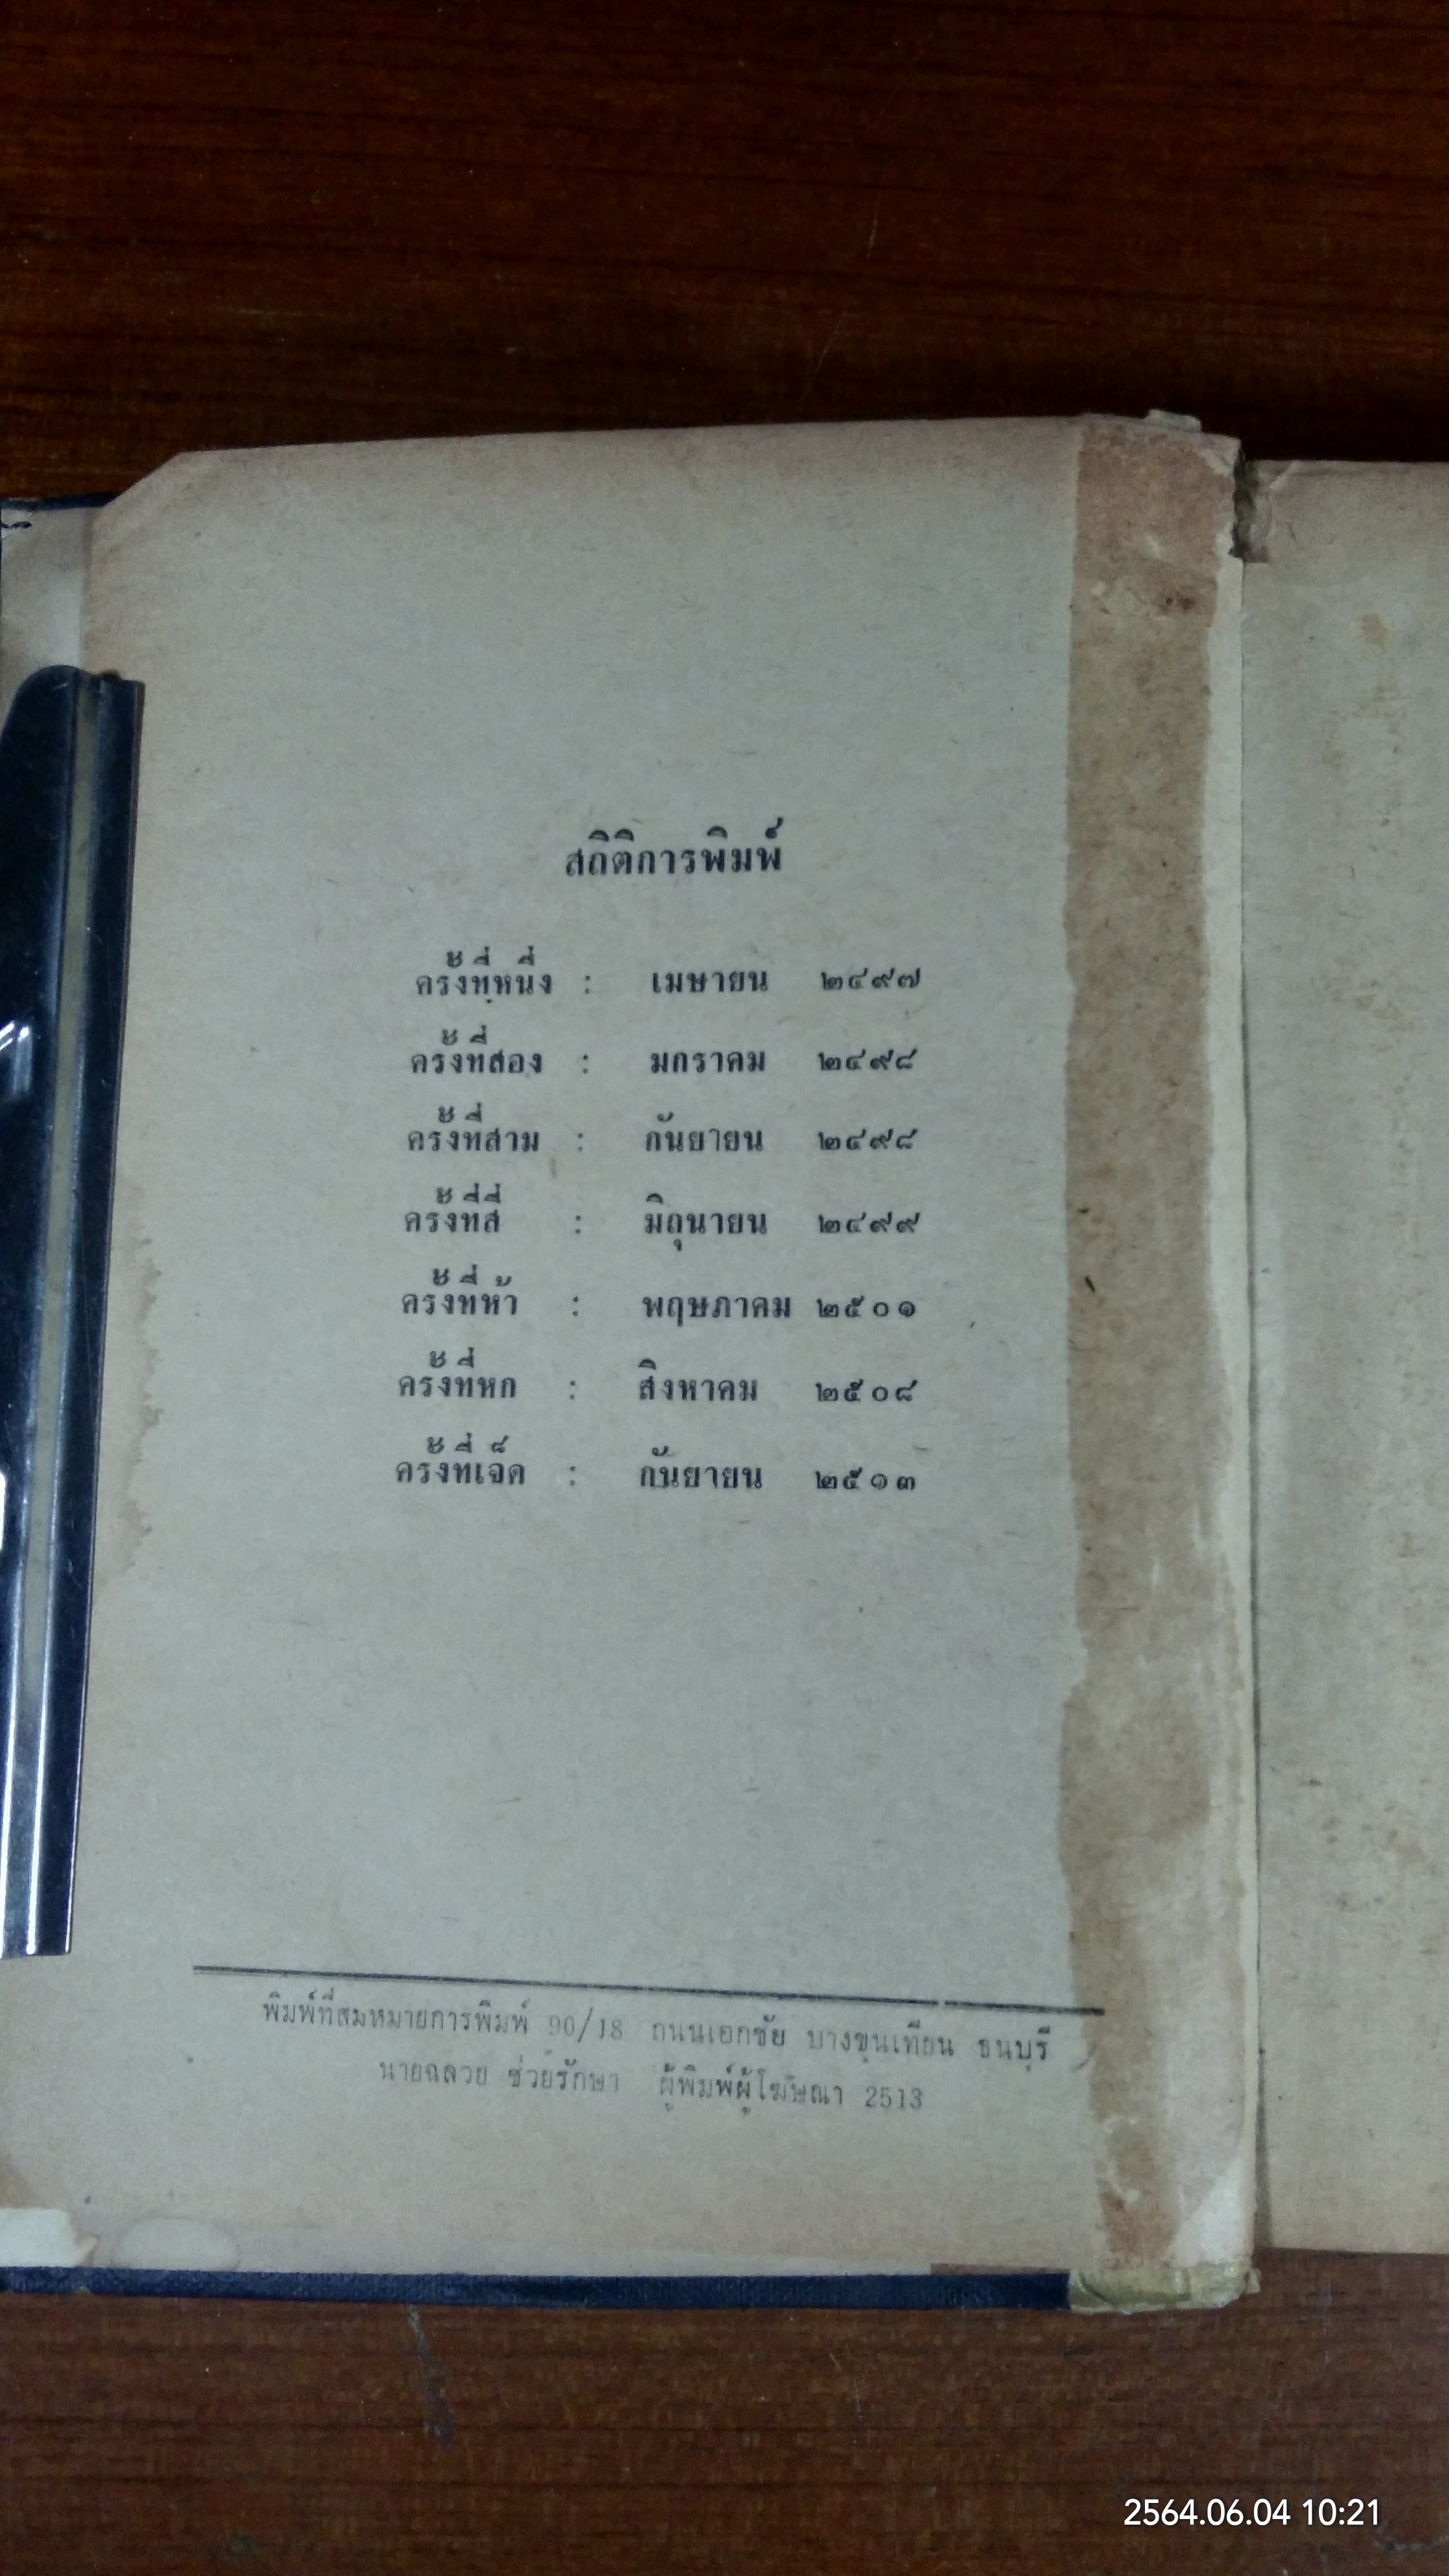 สถิติการพิมพ์
ครั้งที่หนึ่ง : เมษายน ๒๔๙๗
ครั้งที่สอง : มกราคม ๒๔๙๘
ครั้งที่สาม : กันยายน ๒๔๙๘
ครั้งที่สี่ : มิถุนายน ๒๔๙๙
ครั้งที่ห้า : พฤษภาคม ๒๕๐๑
ครั้งที่หก : สิงหาคม ๒๕๐๘
ครั้งที่เจ็ด : กันยายน ๒๕๑๓
พิมพ์ที่สมหมายการพิมพ์ 90/18 ถนนเอกชัย บางขุนเทียน ธนบุรี
นายฉลวย ช่วยรักษา ผู้พิมพ์ผู้โฆษณา 2513
2564.06.04 10:21